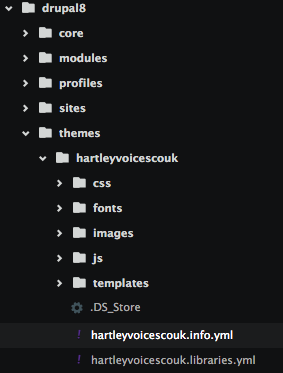 drupal8
core
modules
profiles
sites
themes
hartleyvoicescouk
css
fonts
images
js
templates
.DS_Store
! hartleyvoicescouk.info.yml
! hartleyvoicescouk.libraries.yml